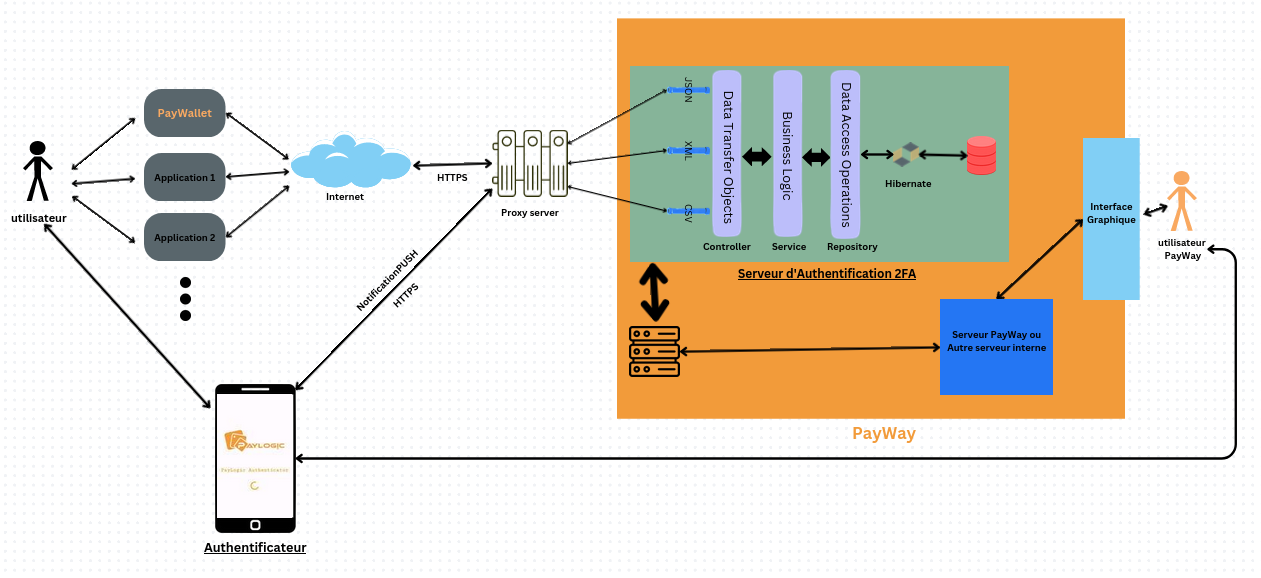 utilisateur
PayWallet
Application 1
Application 2
Internet
HTTPS
Proxy server
NotificationPUSH
HTTPS
JSON
XML
CSV
Data Transfer Objects
Business Logic
Data Access Operations
Controller
Service
Repository
Hibernate
Serveur d'Authentification 2FA
Serveur PayWay ou
Autre serveur interne
Interface
Graphique
utilisateur
PayWay
PayWay
PAYLOGIC
PayLogic Authenticator
Authentificateur